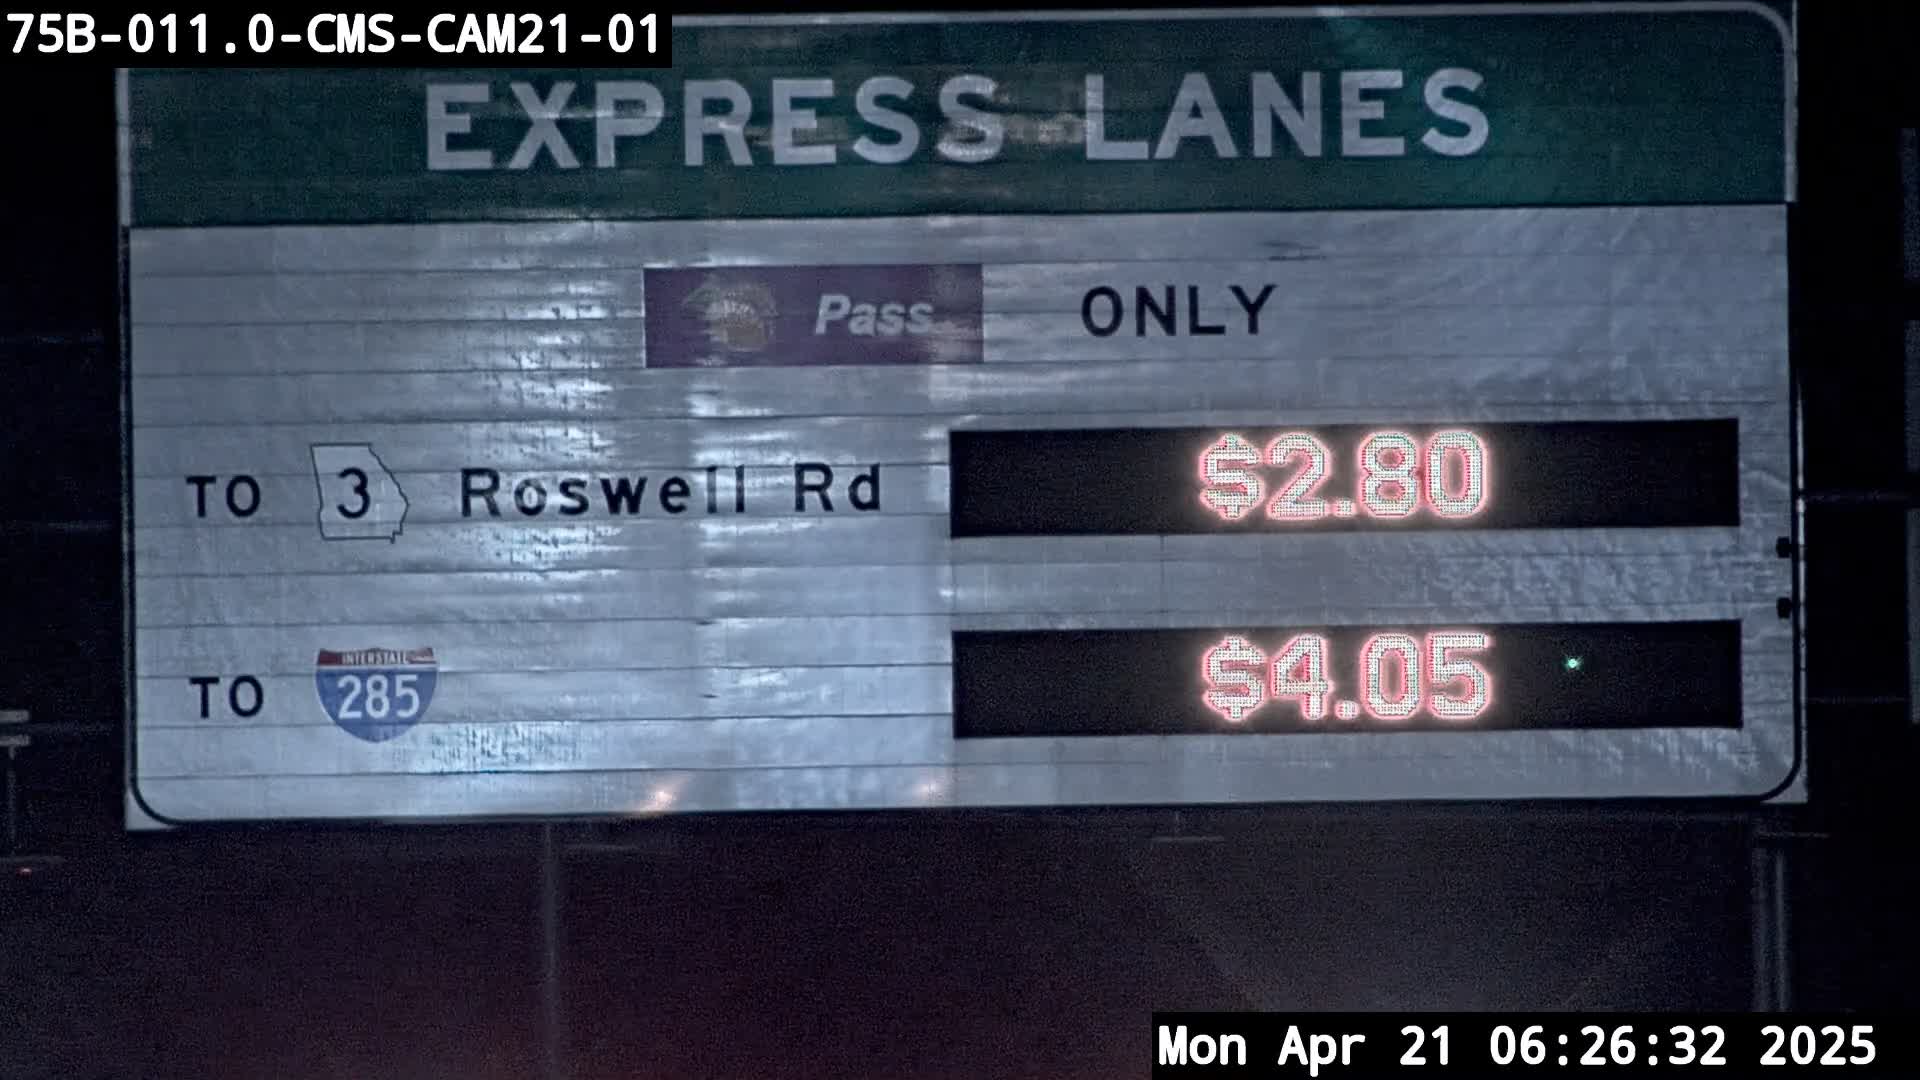 75B-011.0-CMS-CAM21-01
EXPRESS LANES
Pass ONLY
TO 3 Roswell Rd $2.80
INTERSTATE
TO 285 $4.05
Mon Apr 21 06:26:32 2025